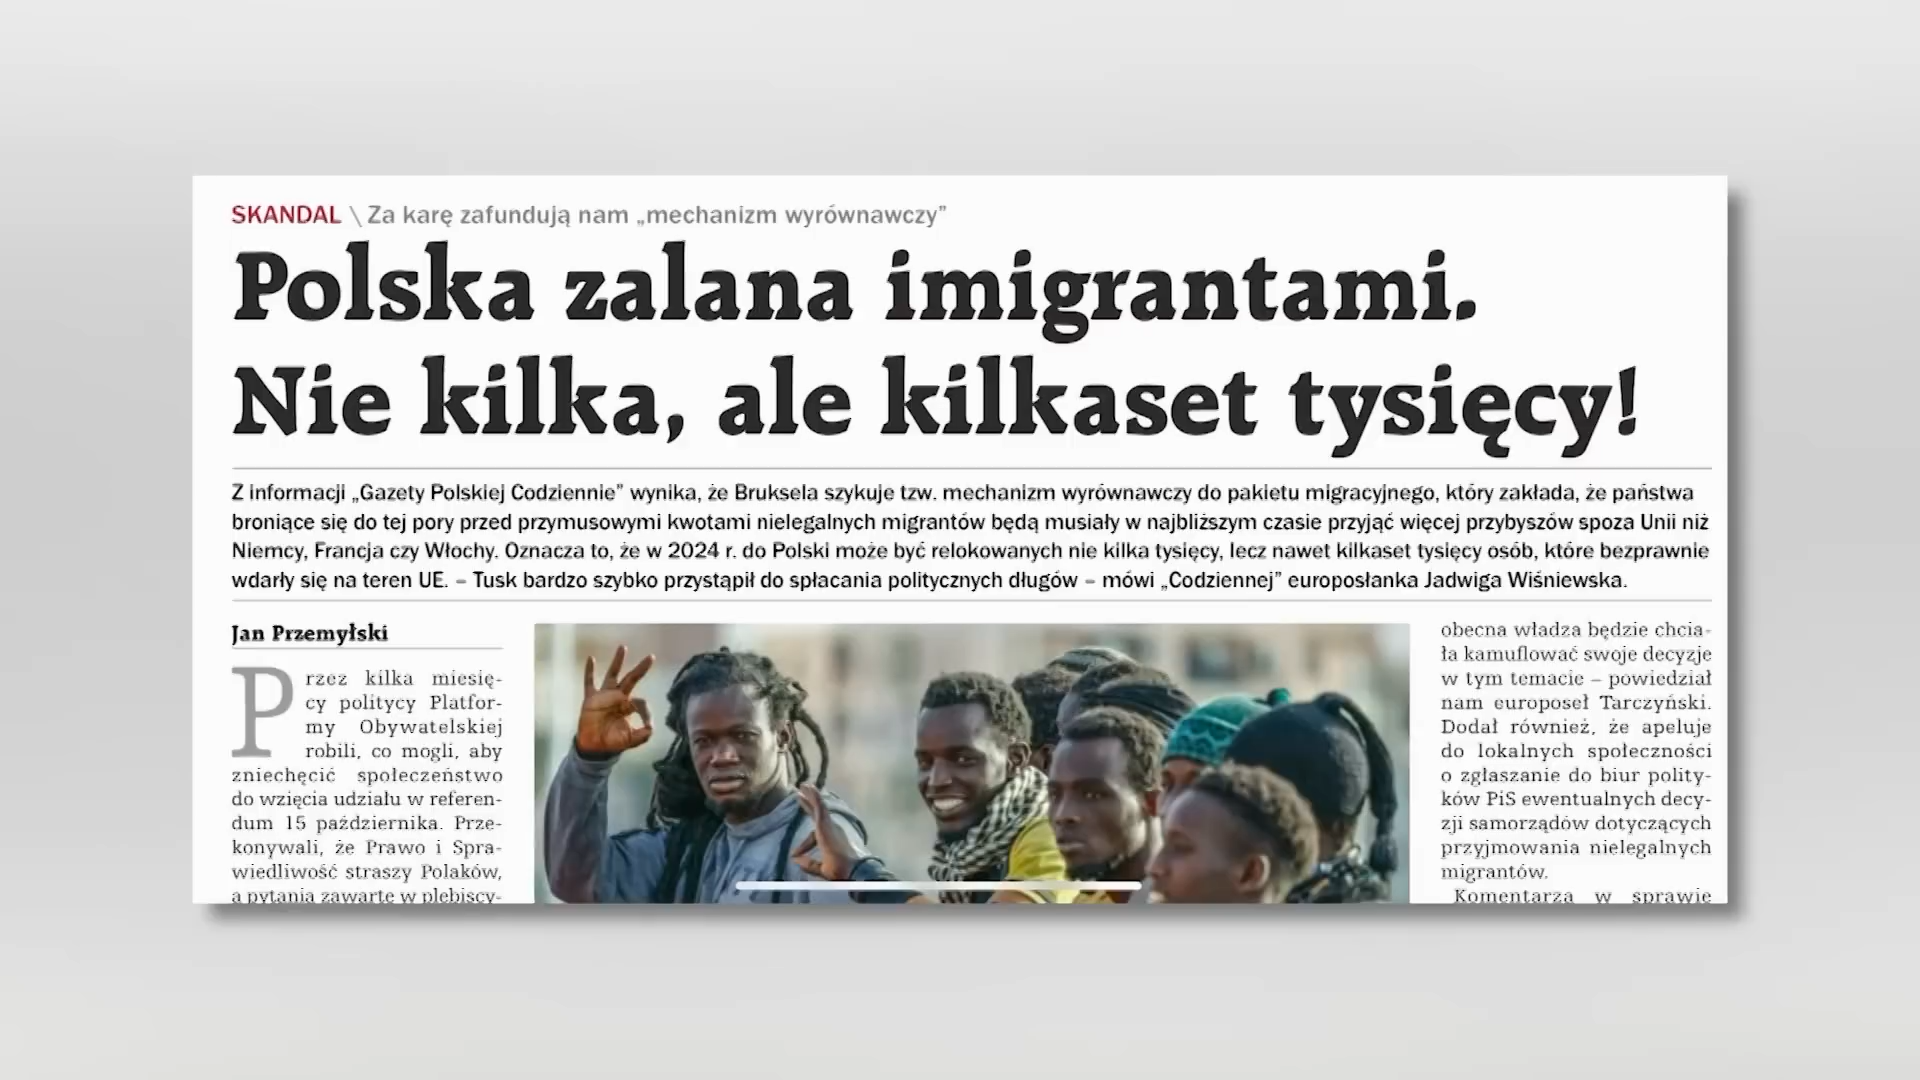 SKANDAL \ Za karę zafundują nam „mechanizm wyrównawczy”
Polska zalana imigrantami.
Nie kilka, ale kilkaset tysięcy!
Z informacji „Gazety Polskiej Codziennie” wynika, że Bruksela szykuje tzw. mechanizm wyrównawczy do pakietu migracyjnego, który zakłada, że państwa
broniące się do tej pory przed przymusowymi kwotami nielegalnych migrantów będą musiały w najbliższym czasie przyjąć więcej przybyszów spoza Unii niż
Niemcy, Francja czy Włochy. Oznacza to, że w 2024 r. do Polski może być relokowanych nie kilka tysięcy, lecz nawet kilkaset tysięcy osób, które bezprawnie
wdarły się na teren UE. – Tusk bardzo szybko przystąpił do spłacania politycznych długów – mówi „Codziennej” europosłanka Jadwiga Wiśniewska.
Jan Przemyłski
Przez kilka miesię-
cy politycy Platfor-
my Obywatelskiej
robili, co mogli, aby
zniechęcić społeczeństwo
do wzięcia udziału w referen-
dum 15 października. Prze-
konywali, że Prawo i Spra-
wiedliwość straszy Polaków,
a pytania zawarte w plebiscy-
obecna władza będzie chcia-
ła kamuflować swoje decyzje
w tym temacie – powiedział
nam europoseł Tarczyński.
Dodał również, że apeluje
do lokalnych społeczności
o zgłaszanie do biur polity-
ków PiS ewentualnych decy-
zji samorządów dotyczących
przyjmowania nielegalnych
migrantów.
Komentarza w sprawie